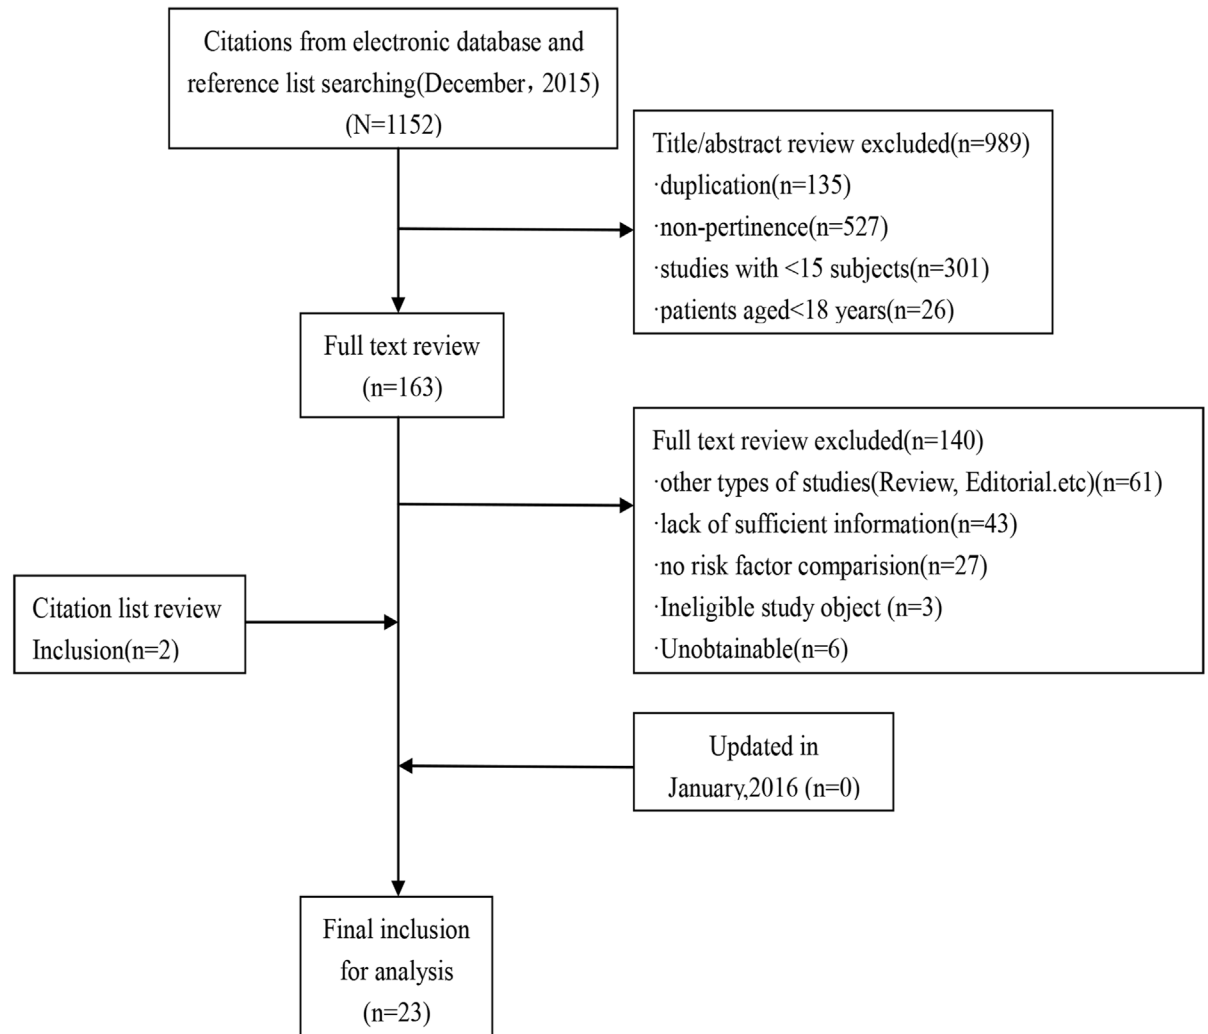 Citations from electronic database and
reference list searching(December，2015)
(N=1152)
Title/abstract review excluded(n=989)
·duplication(n=135)
·non-pertinence(n=527)
·studies with <15 subjects(n=301)
·patients aged<18 years(n=26)
Full text review
(n=163)
Full text review excluded(n=140)
·other types of studies(Review, Editorial.etc)(n=61)
·lack of sufficient information(n=43)
·no risk factor comparision(n=27)
·Ineligible study object (n=3)
·Unobtainable(n=6)
Citation list review
Inclusion(n=2)
Updated in
January,2016 (n=0)
Final inclusion
for analysis
(n=23)